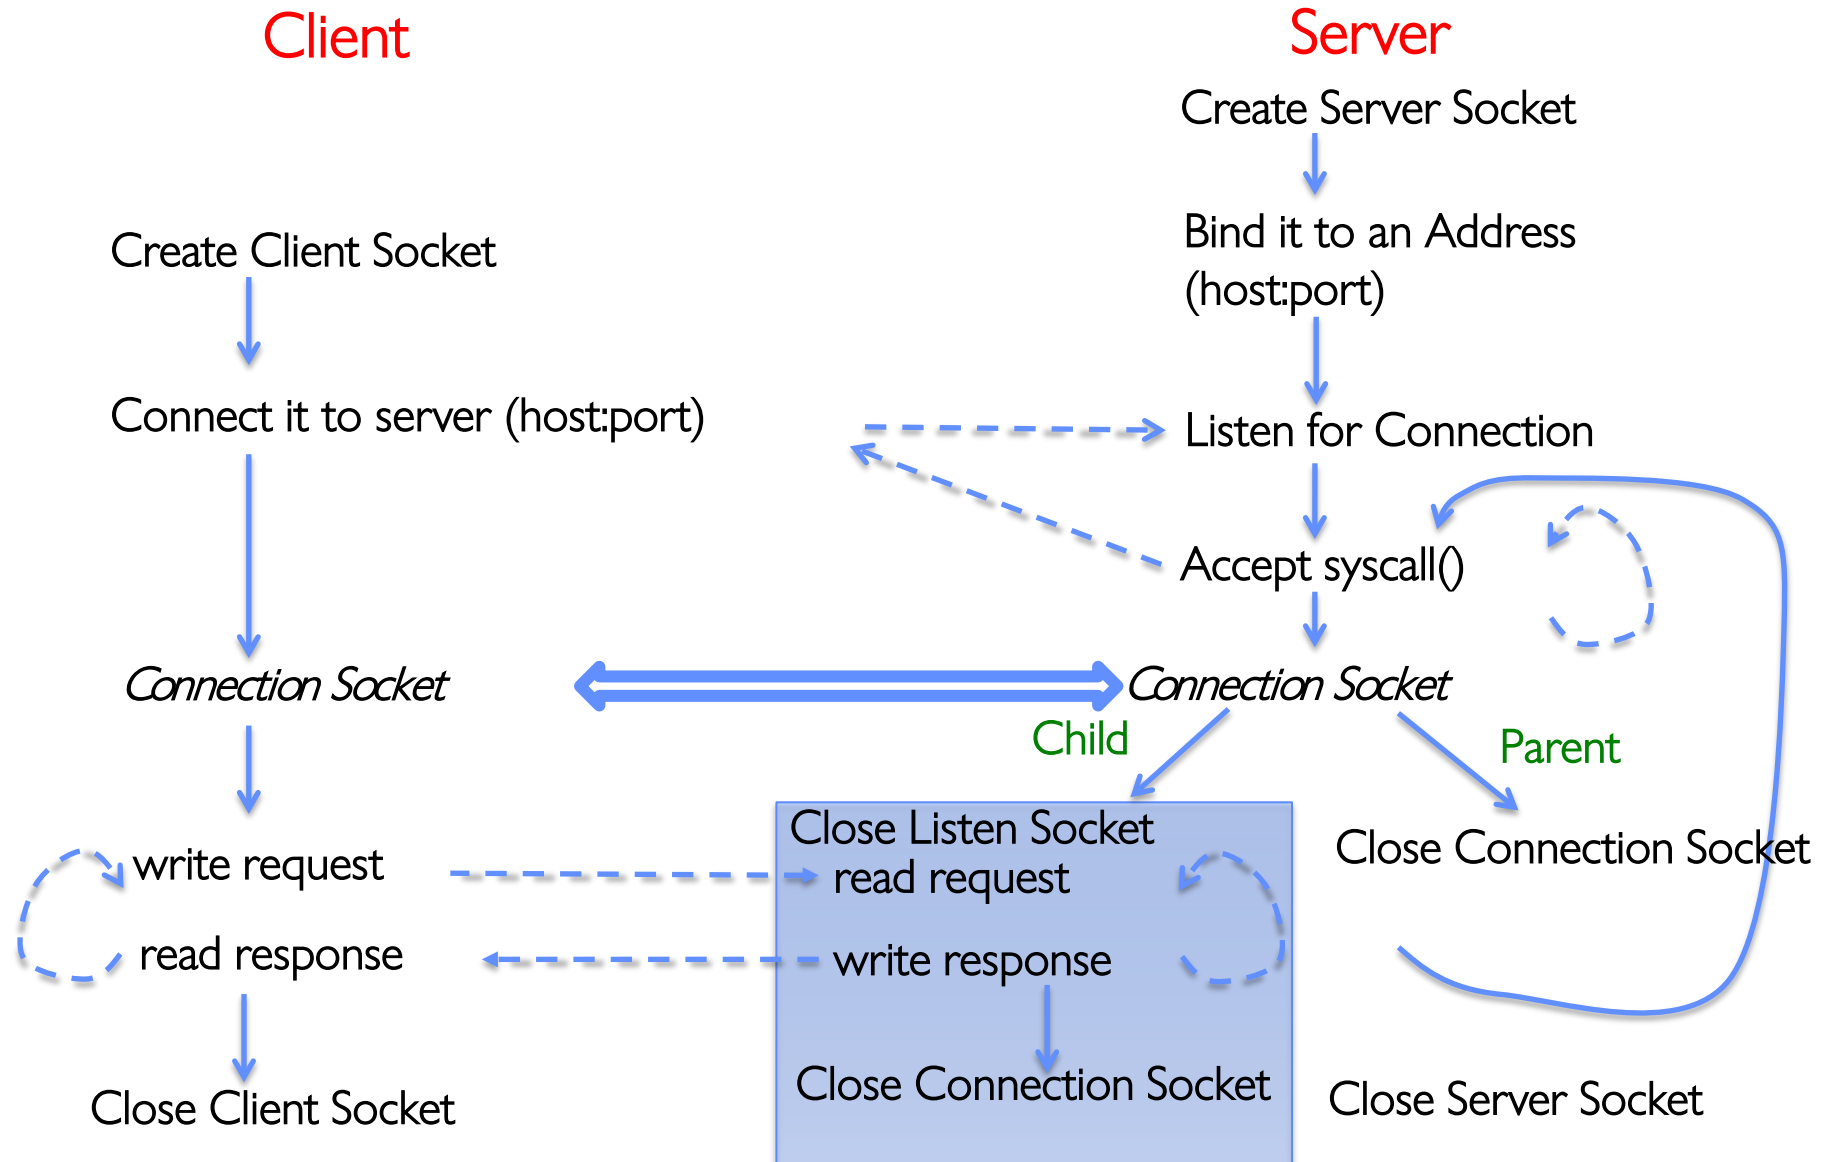 Client
Server
Create Server Socket
Create Client Socket
Bind it to an Address
(host:port)
Connect it to server (host:port)
Listen for Connection
Accept syscall()
Connection Socket
Connection Socket
Child
Parent
Close Listen Socket
write request
read request
Close Connection Socket
read response
write response
Close Client Socket
Close Connection Socket
Close Server Socket